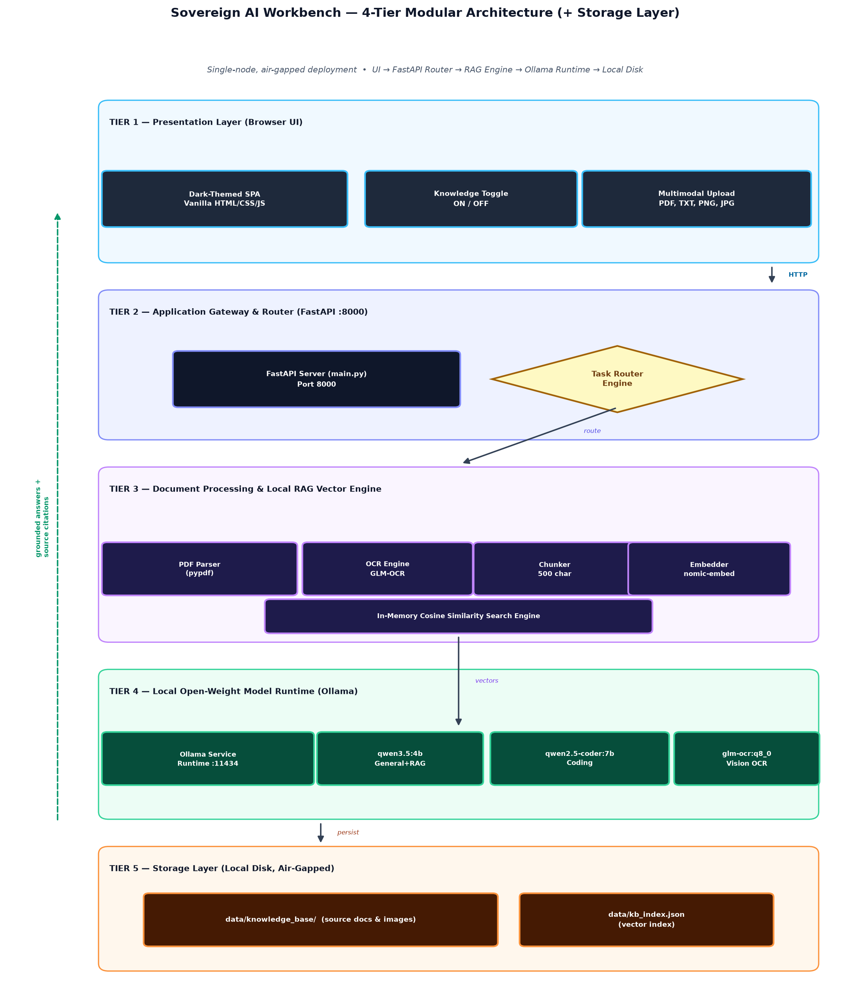 Sovereign AI Workbench — 4-Tier Modular Architecture (+ Storage Layer)
Single-node, air-gapped deployment • UI → FastAPI Router → RAG Engine → Ollama Runtime → Local Disk
TIER 1 — Presentation Layer (Browser UI)
Dark-Themed SPA
Vanilla HTML/CSS/JS
Knowledge Toggle
ON / OFF
Multimodal Upload
PDF, TXT, PNG, JPG
HTTP
TIER 2 — Application Gateway & Router (FastAPI :8000)
FastAPI Server (main.py)
Port 8000
Task Router
Engine
route
grounded answers +
source citations
TIER 3 — Document Processing & Local RAG Vector Engine
PDF Parser
(pypdf)
OCR Engine
GLM-OCR
Chunker
500 char
Embedder
nomic-embed
In-Memory Cosine Similarity Search Engine
vectors
TIER 4 — Local Open-Weight Model Runtime (Ollama)
Ollama Service
Runtime :11434
qwen3.5:4b
General+RAG
qwen2.5-coder:7b
Coding
glm-ocr:q8_0
Vision OCR
persist
TIER 5 — Storage Layer (Local Disk, Air-Gapped)
data/knowledge_base/ (source docs & images)
data/kb_index.json
(vector index)